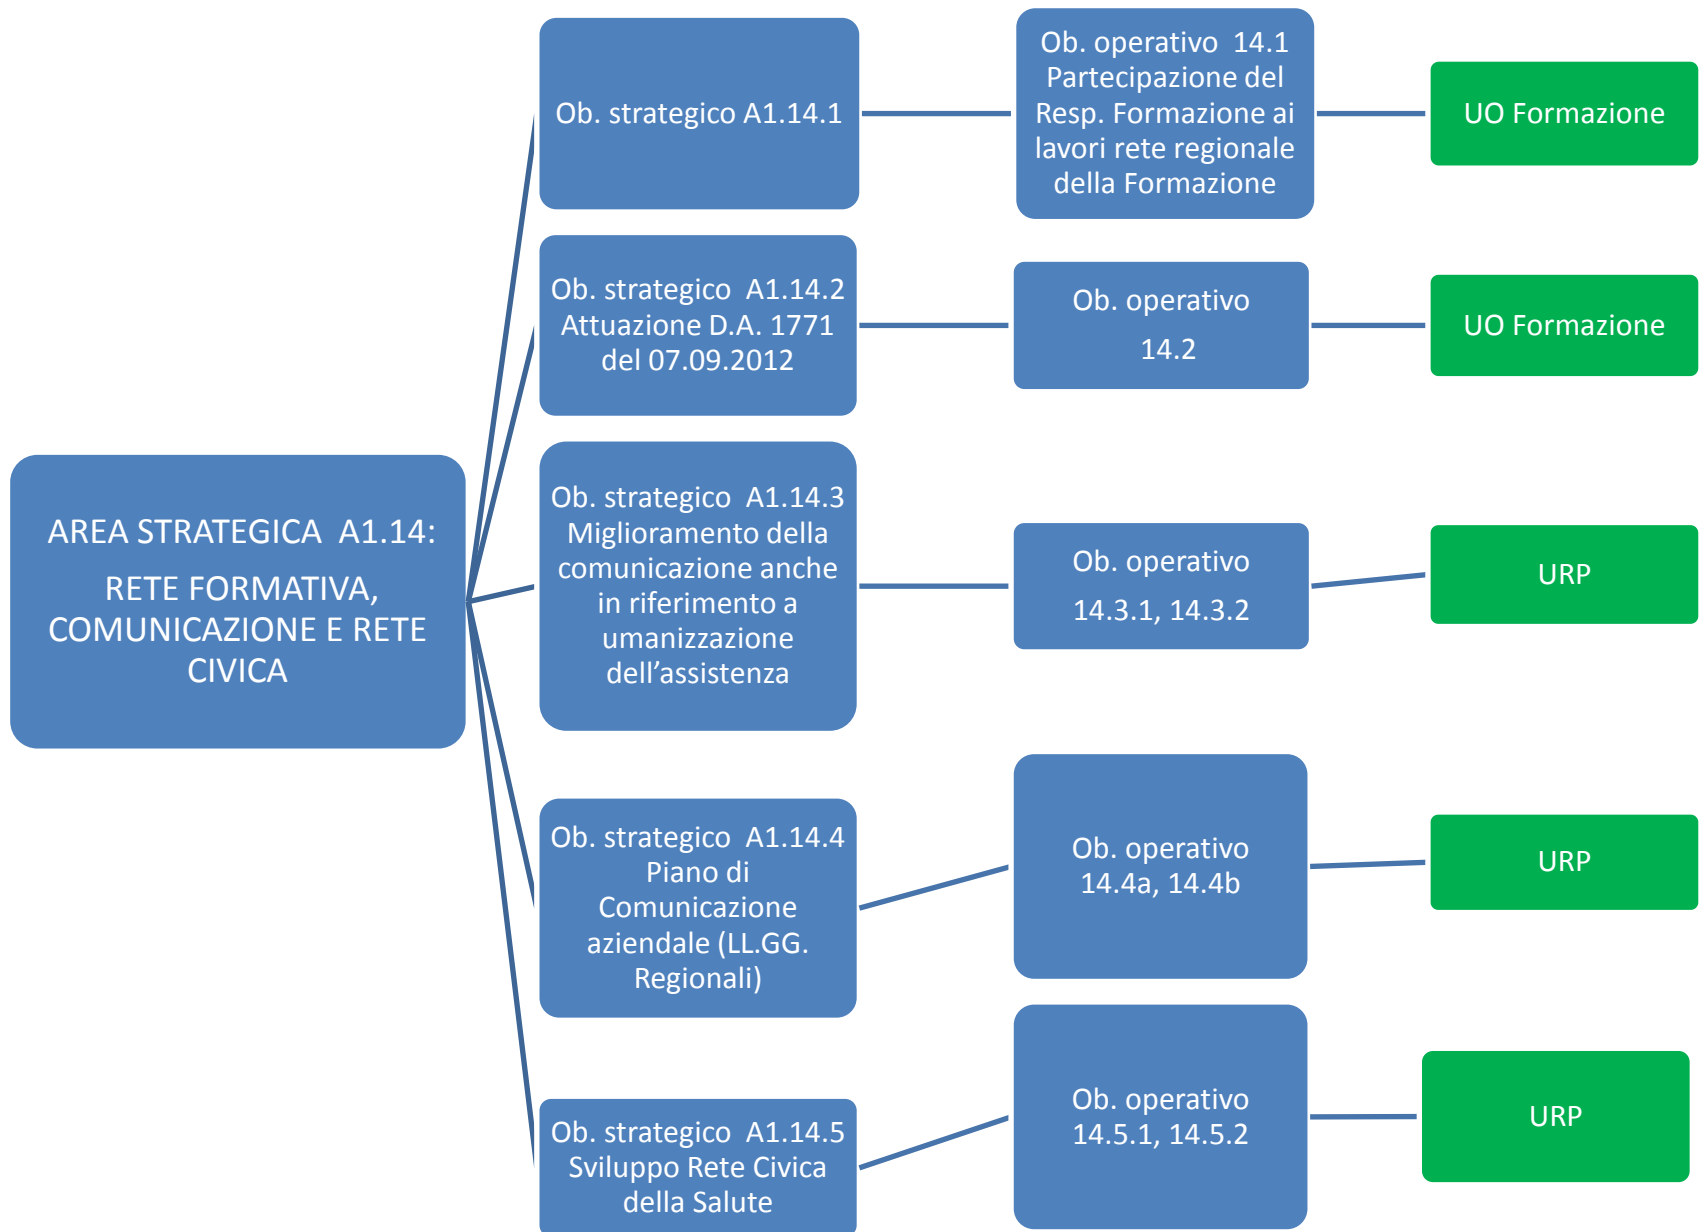 AREA STRATEGICA A1.14:
RETE FORMATIVA,
COMUNICAZIONE E RETE
CIVICA
Ob. strategico A1.14.1
Ob. operativo 14.1
Partecipazione del
Resp. Formazione ai
lavori rete regionale
della Formazione
UO Formazione
Ob. strategico A1.14.2
Attuazione D.A. 1771
del 07.09.2012
Ob. operativo
14.2
UO Formazione
Ob. strategico A1.14.3
Miglioramento della
comunicazione anche
in riferimento a
umanizzazione
dell’assistenza
Ob. operativo
14.3.1, 14.3.2
URP
Ob. strategico A1.14.4
Piano di
Comunicazione
aziendale (LL.GG.
Regionali)
Ob. operativo
14.4a, 14.4b
URP
Ob. strategico A1.14.5
Sviluppo Rete Civica
della Salute
Ob. operativo
14.5.1, 14.5.2
URP